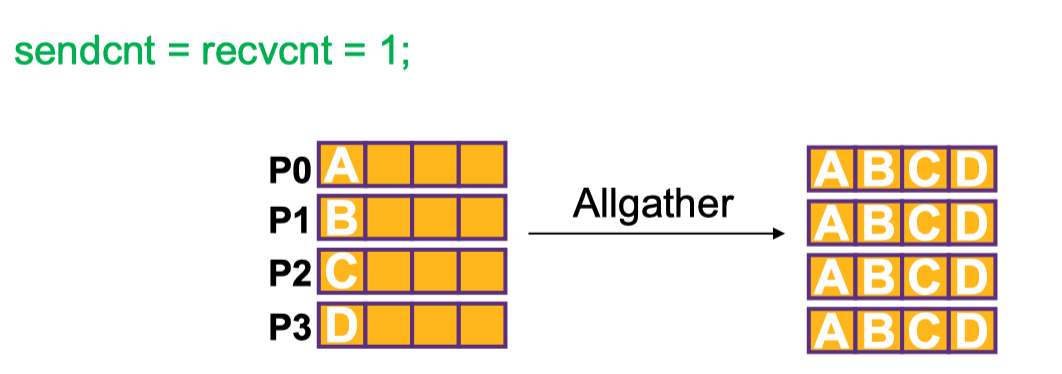 sendcnt = recvcnt = 1;
P0 A
P1 B
P2 C
P3 D
Allgather
A B C D
A B C D
A B C D
A B C D